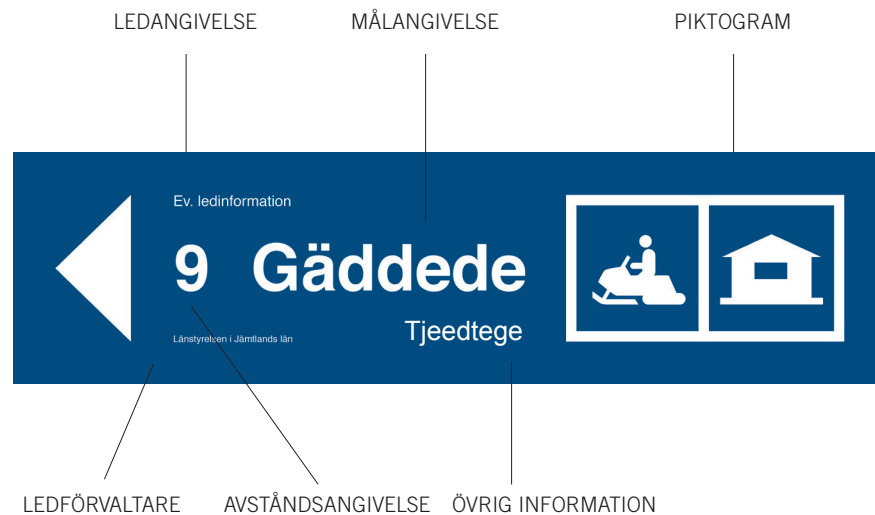 LEDANGIVELSE MÅLANGIVELSE PIKTOGRAM
Ev. ledinformation
9 Gäddede
Länstyrelsen i Jämtlands län
Tjeedtege
LEDFÖRVALTARE AVSTÅNDSANGIVELSE ÖVRIG INFORMATION